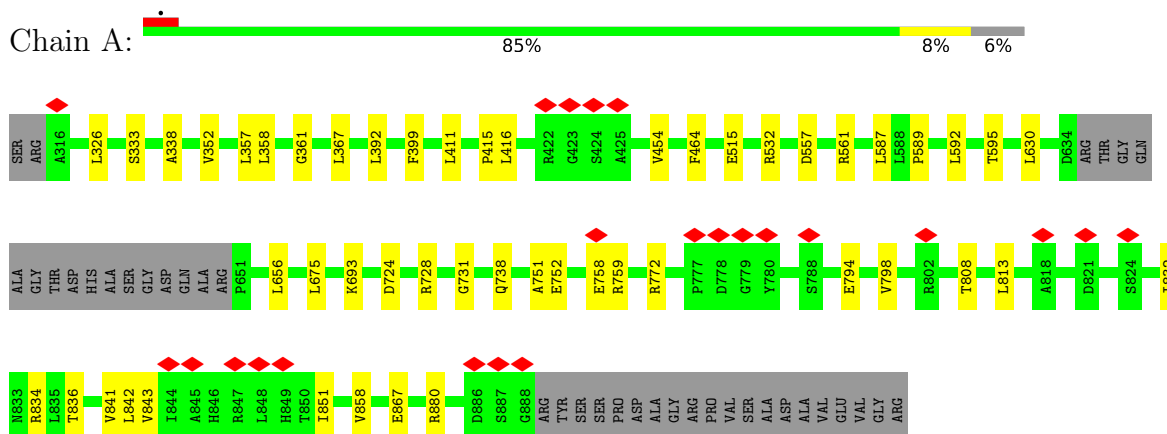 Chain A:
•
85% 8% 6%
SER ARG A316 L326 S333 A338 V352 L357 L358 G361 L367 L392 F399 L411 P415 L416 R422 G423 S424 A425 V454 F464 E515 R532 D557 R561 L587 L588 P589 L592 T595 L630 D634 ARG THR GLY GLN
ALA GLY THR ASP HIS ALA SER GLY ASP GLN ALA ARG P651 L656 L675 K693 D724 R728 G731 Q738 A751 E752 E758 R759 R772 P777 D778 G779 Y780 S788 E794 V798 R802 T808 L813 A818 D821 S824
N833 R834 L835 T836 V841 L842 V843 I844 A845 H846 R847 L848 H849 T850 I851 V858 E867 R880 D886 S887 G888 ARG TYR SER SER PRO ASP ALA GLY ARG PRO VAL SER ALA ASP ALA VAL GLU VAL GLY ARG